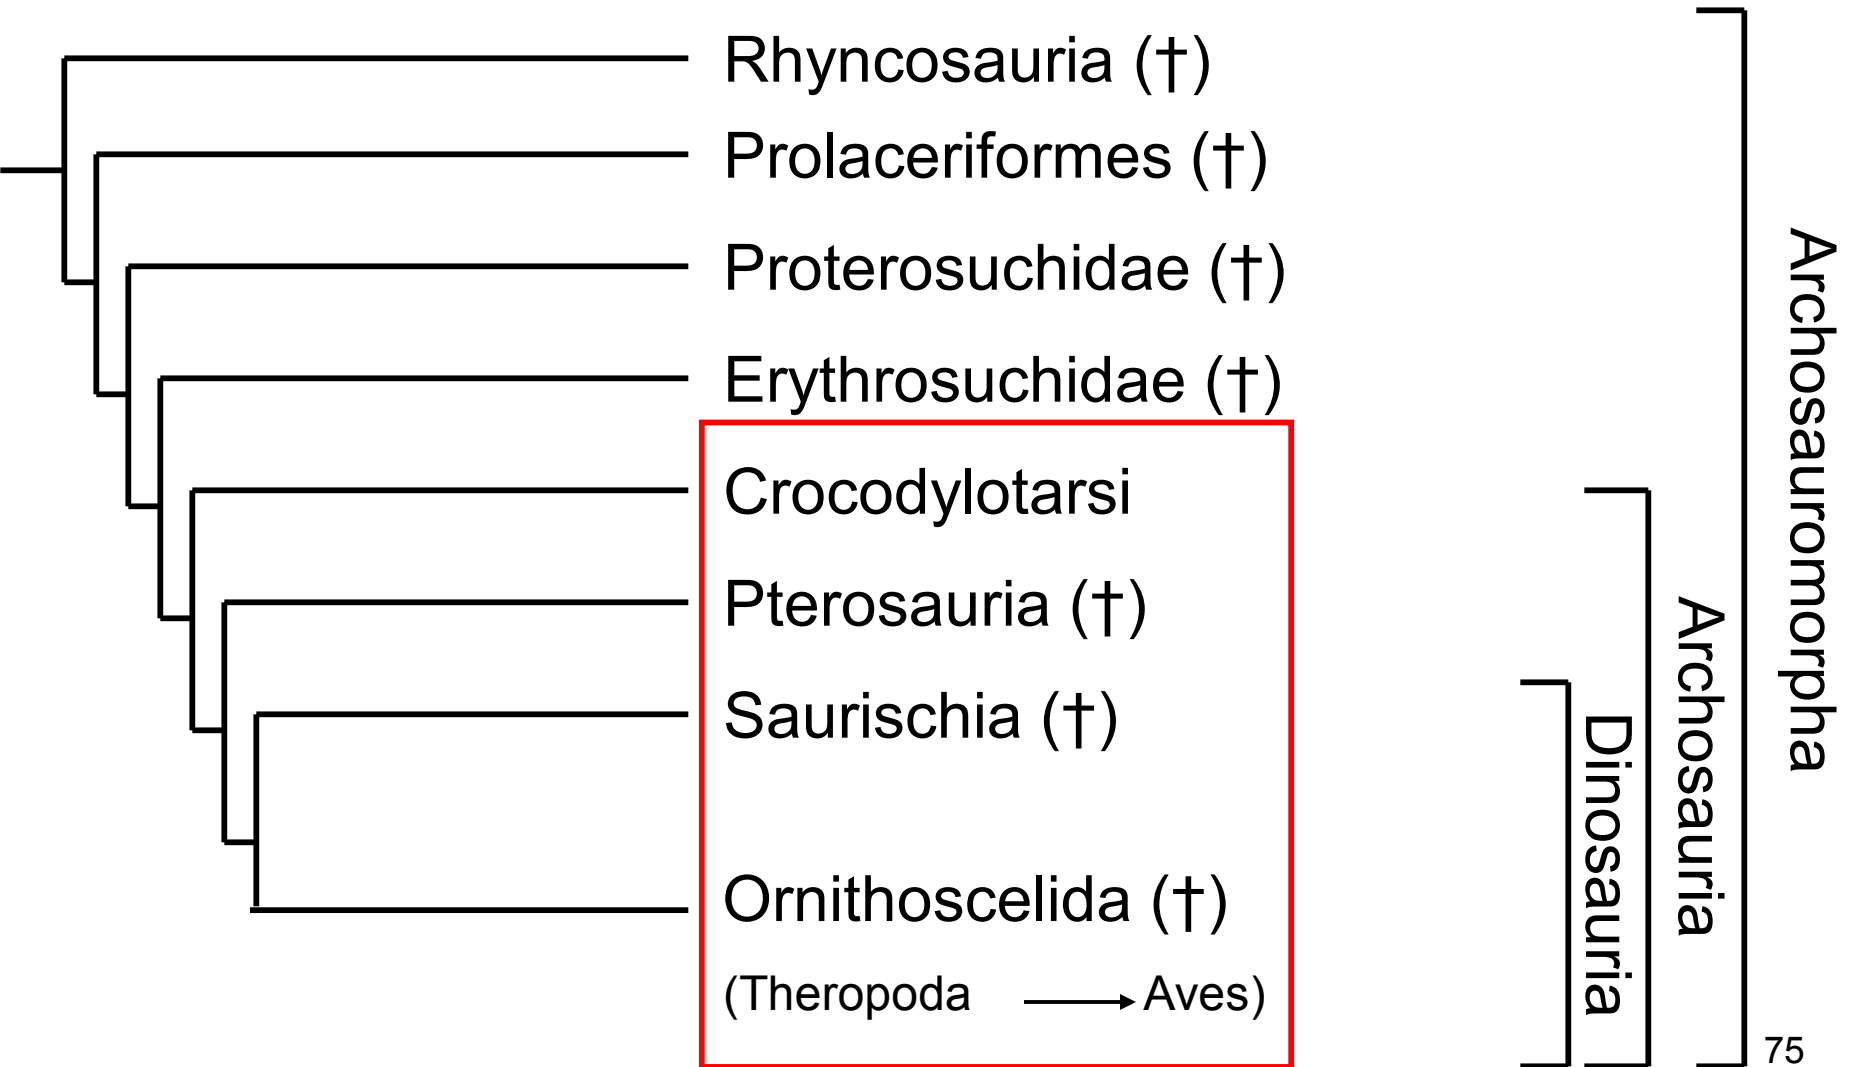 Rhyncosauria (†)
Prolaceriformes (†)
Proterosuchidae (†)
Erythrosuchidae (†)
Crocodylotarsi
Pterosauria (†)
Saurischia (†)
Ornithoscelida (†)
(Theropoda → Aves)
Dinosauria
Archosauria
Archosauromorpha
75